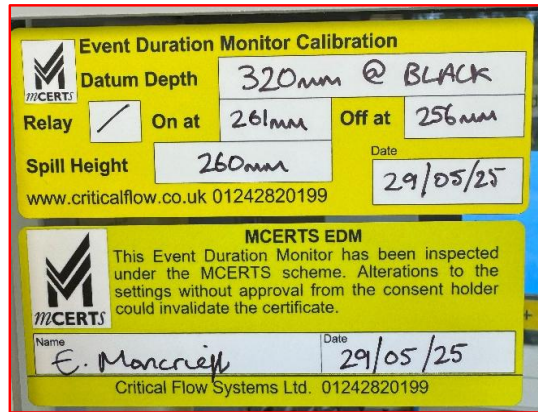 Event Duration Monitor Calibration
mCERTs
Datum Depth 320mm @ BLACK
Relay / On at 261mm Off at 256mm
Spill Height 260mm
Date 29/05/25
www.criticalflow.co.uk 01242820199
MCERTS EDM
This Event Duration Monitor has been inspected
under the MCERTS scheme. Alterations to the
settings without approval from the consent holder
could invalidate the certificate.
mCERTs
Name E. Moncrieff Date 29/05/25
Critical Flow Systems Ltd. 01242820199